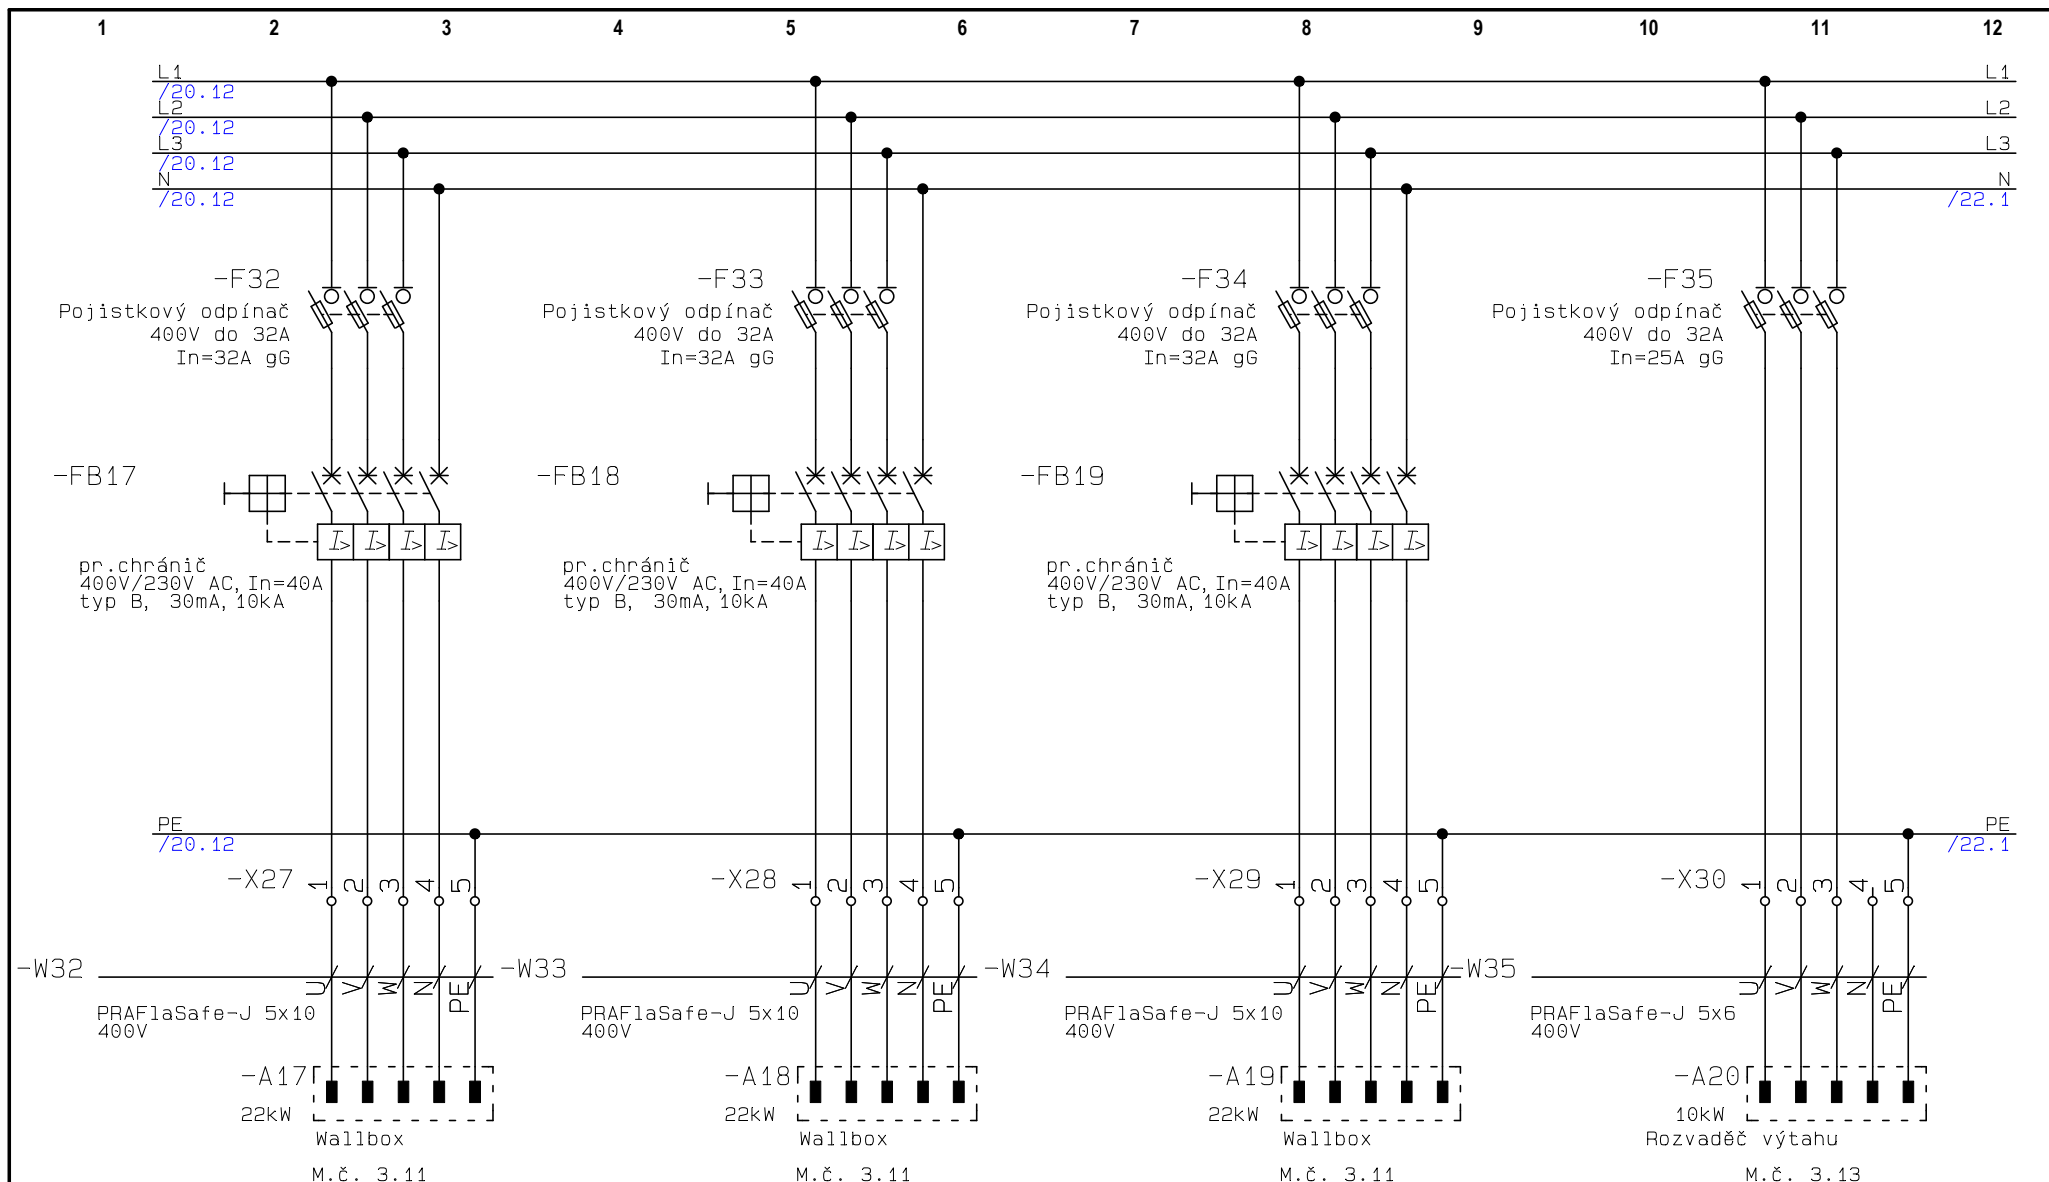 1 2 3 4 5 6 7 8 9 10 11 12
L1 L1
/20.12
L2 L2
/20.12
L3 L3
/20.12
N N
/20.12 /22.1
-F32 -F33 -F34 -F35
Pojistkový odpínač Pojistkový odpínač Pojistkový odpínač Pojistkový odpínač
400V do 32A 400V do 32A 400V do 32A 400V do 32A
In=32A gG In=32A gG In=32A gG In=25A gG
-FB17 -FB18 -FB19
I> I> I> I> I> I> I> I> I> I> I> I>
pr.chránič pr.chránič pr.chránič
400V/230V AC, In=40A 400V/230V AC, In=40A 400V/230V AC, In=40A
typ B, 30mA, 10kA typ B, 30mA, 10kA typ B, 30mA, 10kA
PE PE
/20.12 /22.1
-X27 1 2 3 4 5 -X28 1 2 3 4 5 -X29 1 2 3 4 5 -X30 1 2 3 4 5
-W32 -W33 -W34 -W35
U V W N PE U V W N PE U V W N PE U V W N PE
PRAFlaSafe-J 5x10 PRAFlaSafe-J 5x10 PRAFlaSafe-J 5x10 PRAFlaSafe-J 5x6
400V 400V 400V 400V
-A17 -A18 -A19 -A20
22kW 22kW 22kW 10kW
Wallbox Wallbox Wallbox Rozvaděč výtahu
M.č. 3.11 M.č. 3.11 M.č. 3.11 M.č. 3.13